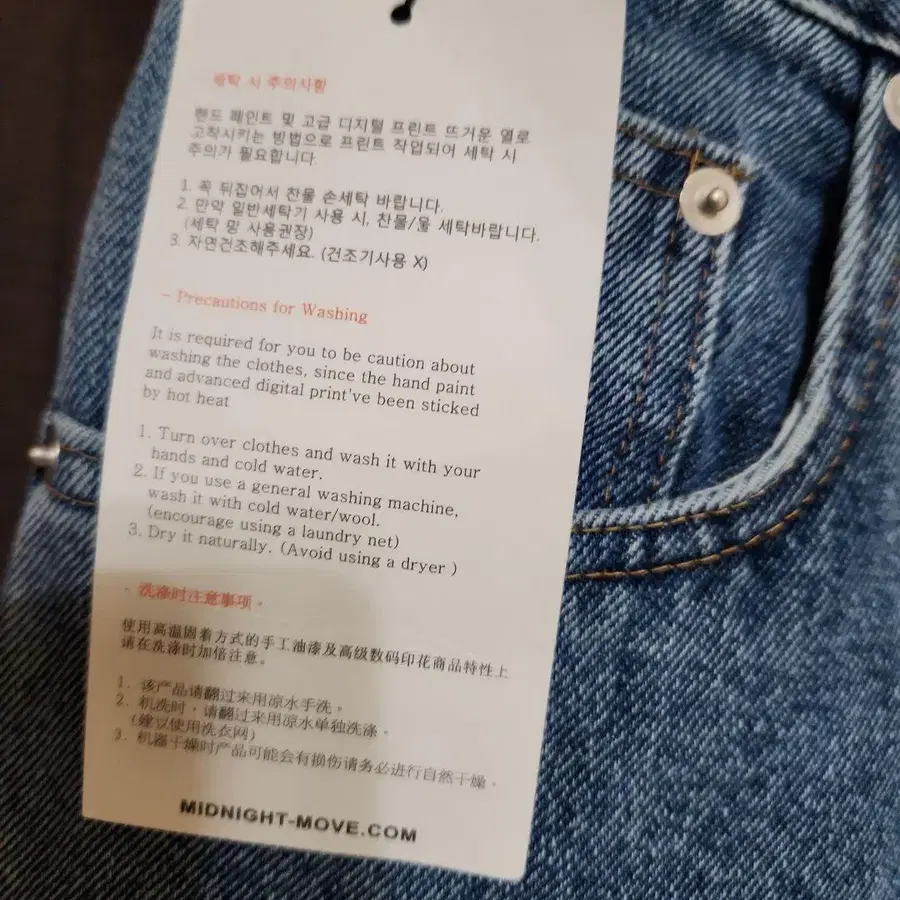 세탁 시 주의사항
핸드 페인트 및 고급 디지털 프린트 뜨거운 열로
고착시키는 방법으로 프린트 작업되어 세탁 시
주의가 필요합니다.
1. 꼭 뒤집어서 찬물 손세탁 바랍니다.
2. 만약 일반세탁기 사용 시, 찬물/울 세탁바랍니다.
(세탁 망 사용권장)
3. 자연건조해주세요. (건조기사용 X)
- Precautions for Washing
It is required for you to be caution about
washing the clothes, since the hand paint
and advanced digital print've been sticked
by hot heat
1. Turn over clothes and wash it with your
hands and cold water.
2. If you use a general washing machine,
wash it with cold water/wool.
(encourage using a laundry net)
3. Dry it naturally. (Avoid using a dryer )
- 洗涤时注意事项 -
使用高温固着方式的手工油漆及高级数码印花商品特性上
请在洗涤时加倍注意。
1. 该产品请翻过来用凉水手洗。
2. 机洗时，请翻过来用凉水单独洗涤。
(建议使用洗衣网)
3. 机器干燥时产品可能会有损伤请务必进行自然干燥。
MIDNIGHT-MOVE.COM